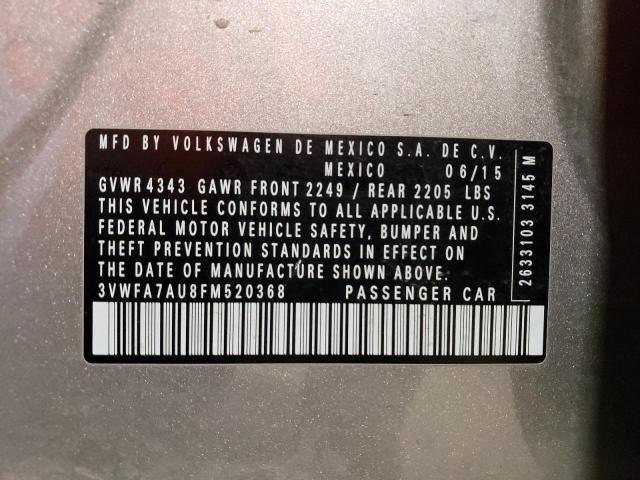 MFD BY VOLKSWAGEN DE MEXICO S.A. DE C.V.
MEXICO 06/15
GVWR 4343 GAWR FRONT 2249 / REAR 2205 LBS
THIS VEHICLE CONFORMS TO ALL APPLICABLE U.S.
FEDERAL MOTOR VEHICLE SAFETY, BUMPER AND
THEFT PREVENTION STANDARDS IN EFFECT ON
THE DATE OF MANUFACTURE SHOWN ABOVE.
3VWFA7AU8FM520368 PASSENGER CAR
2633103 3145 M